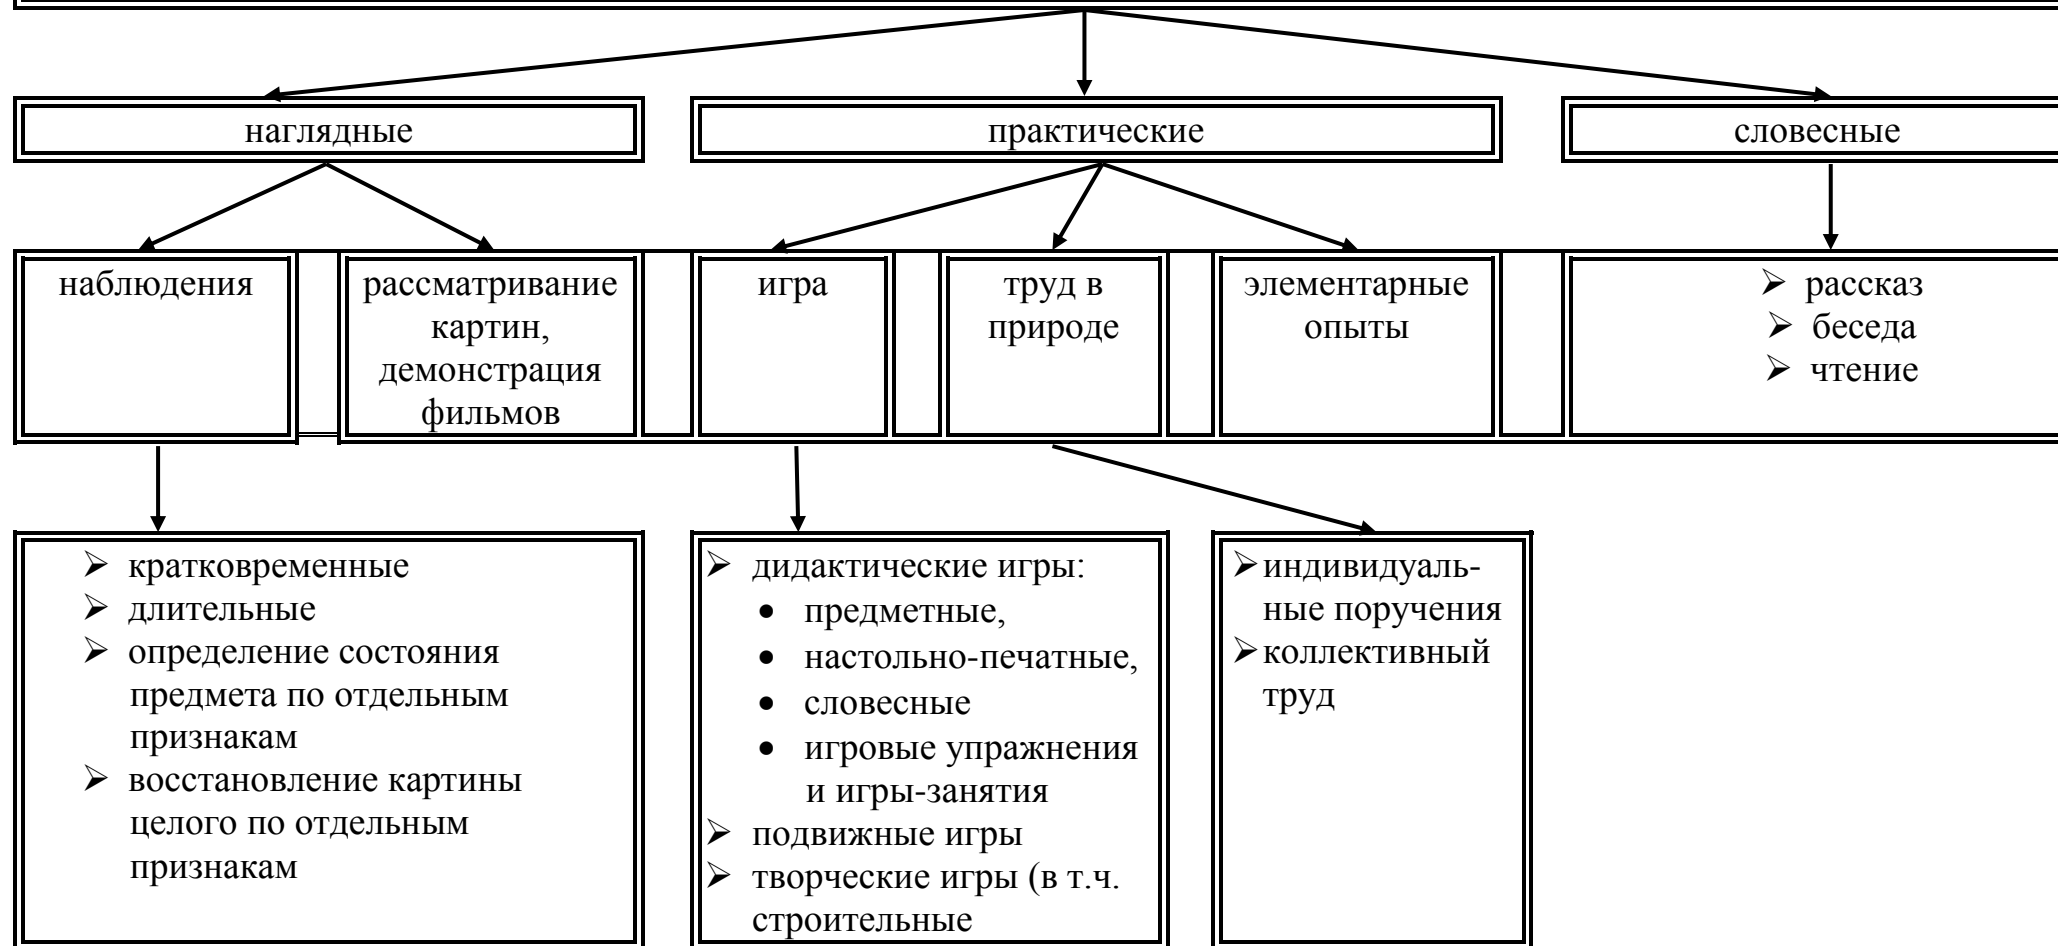 наглядные
практические
словесные
наблюдения
рассматривание
картин,
демонстрация
фильмов
игра
труд в
природе
элементарные
опыты
➢ рассказ
➢ беседа
➢ чтение
➢ кратковременные
➢ длительные
➢ определение состояния
предмета по отдельным
признакам
➢ восстановление картины
целого по отдельным
признакам
➢ дидактические игры:
• предметные,
• настольно-печатные,
• словесные
• игровые упражнения
и игры-занятия
➢ подвижные игры
➢ творческие игры (в т.ч.
строительные
➢ индивидуаль-
ные поручения
➢ коллективный
труд